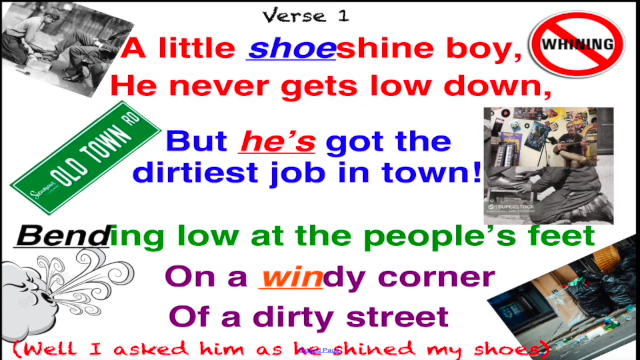 Verse 1
A little shoeshine boy,
WHINING
He never gets low down,
But he's got the
dirtiest job in town!
OLD TOWN RD
Bending low at the people's feet
On a windy corner
Of a dirty street
(Well I asked him as he shined my shoes)